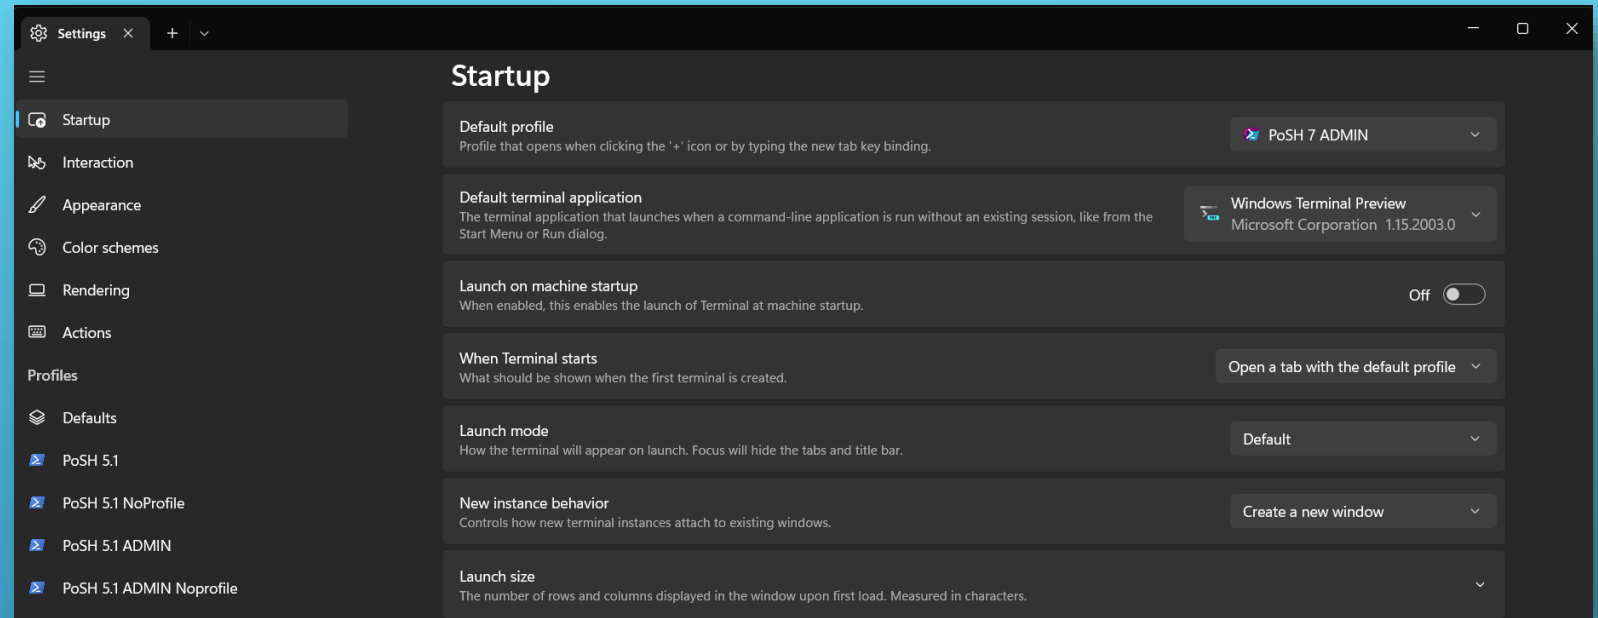 Settings
Startup
Interaction
Appearance
Color schemes
Rendering
Actions
Profiles
Defaults
PoSH 5.1
PoSH 5.1 NoProfile
PoSH 5.1 ADMIN
PoSH 5.1 ADMIN Noprofile
Startup
Default profile
Profile that opens when clicking the '+' icon or by typing the new tab key binding.
PoSH 7 ADMIN
Default terminal application
The terminal application that launches when a command-line application is run without an existing session, like from the
Start Menu or Run dialog.
Windows Terminal Preview
Microsoft Corporation 1.15.2003.0
Launch on machine startup
When enabled, this enables the launch of Terminal at machine startup.
Off
When Terminal starts
What should be shown when the first terminal is created.
Open a tab with the default profile
Launch mode
How the terminal will appear on launch. Focus will hide the tabs and title bar.
Default
New instance behavior
Controls how new terminal instances attach to existing windows.
Create a new window
Launch size
The number of rows and columns displayed in the window upon first load. Measured in characters.